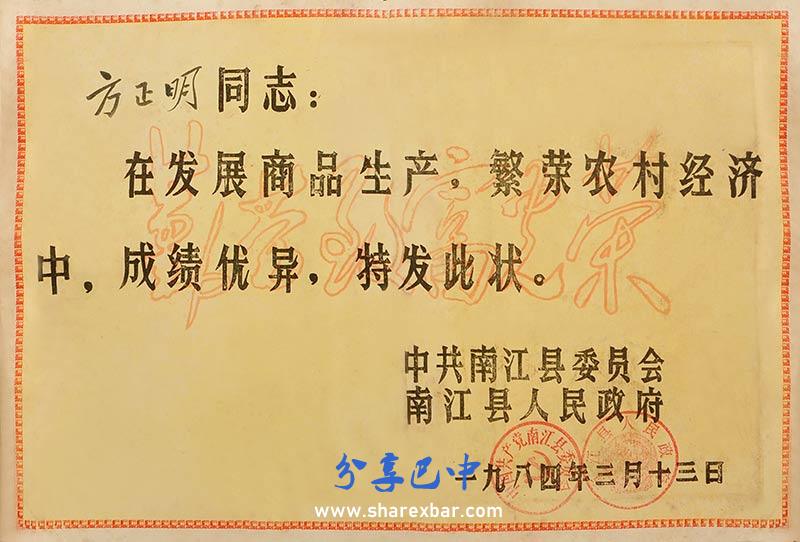 方正明同志：
在发展商品生产，繁荣农村经济
中，成绩优异，特发此状。
中共南江县委员会
南江县人民政府
一九八四年三月十三日
分享巴中
www.sharexbar.com